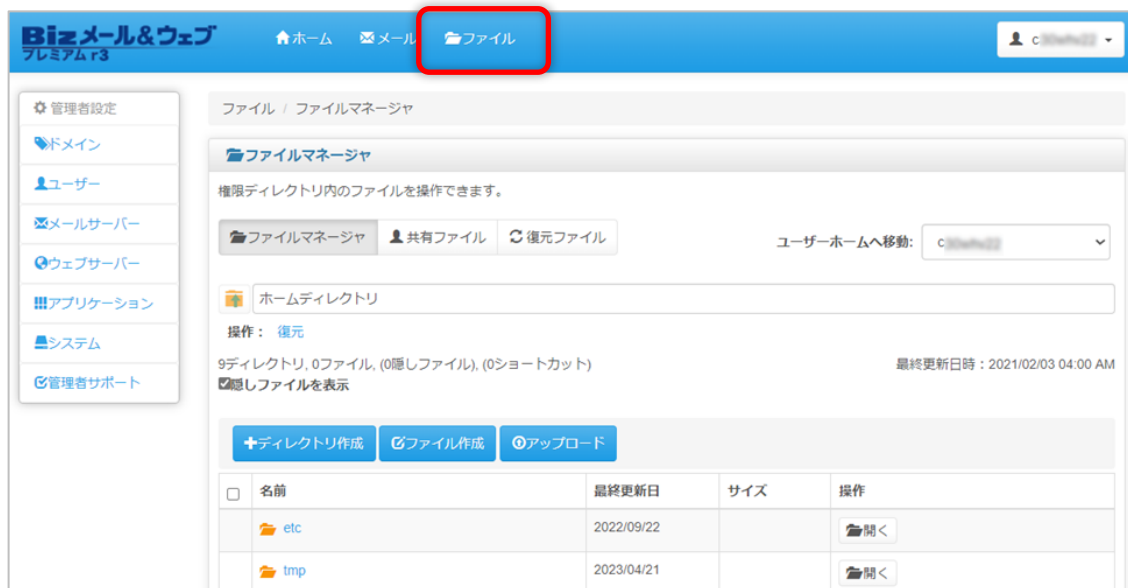 Bizメール&ウェブ
プレミアム r3
ホーム メール ファイル
管理者設定
ドメイン
ユーザー
メールサーバー
ウェブサーバー
アプリケーション
システム
管理者サポート
ファイル / ファイルマネージャ
ファイルマネージャ
権限ディレクトリ内のファイルを操作できます。
ファイルマネージャ 共有ファイル 復元ファイル
ユーザーホームへ移動:
ホームディレクトリ
操作： 復元
9ディレクトリ, 0ファイル, (0隠しファイル), (0ショートカット)
最終更新日時：2021/02/03 04:00 AM
隠しファイルを表示
ディレクトリ作成 ファイル作成 アップロード
名前 最終更新日 サイズ 操作
etc 2022/09/22 開く
tmp 2023/04/21 開く